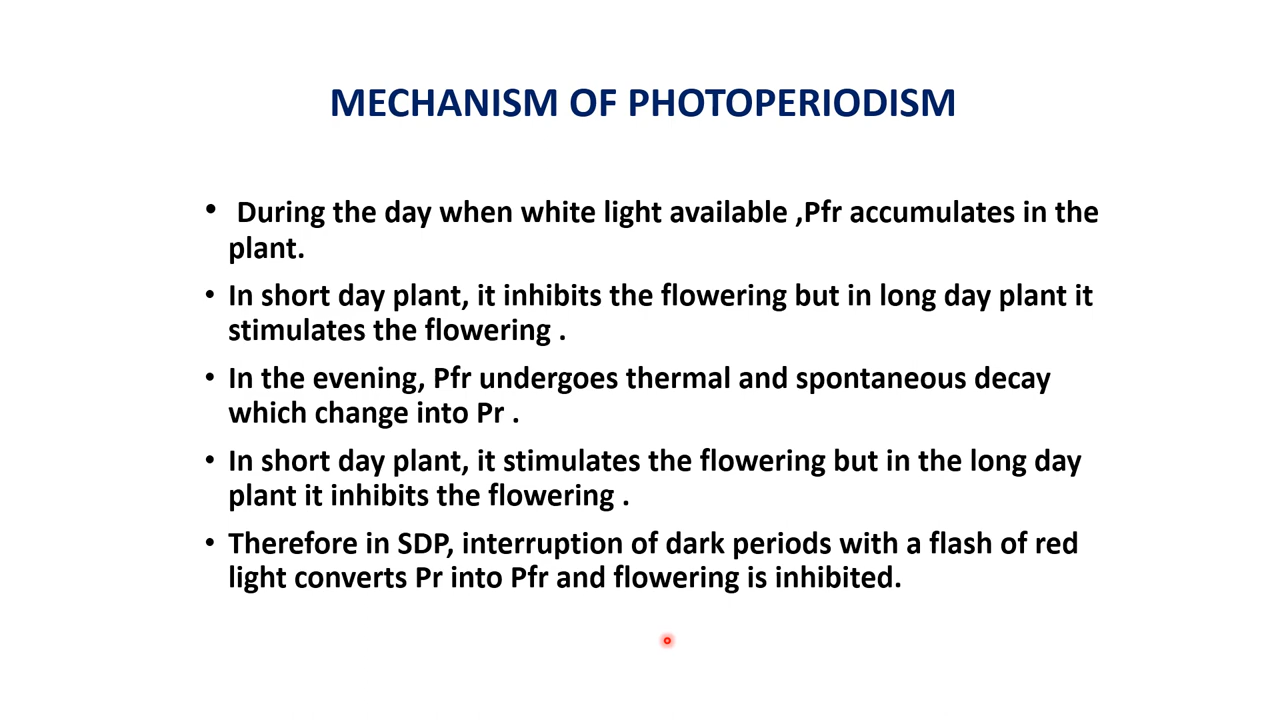 MECHANISM OF PHOTOPERIODISM
• During the day when white light available ,Pfr accumulates in the
plant.
• In short day plant, it inhibits the flowering but in long day plant it
stimulates the flowering .
• In the evening, Pfr undergoes thermal and spontaneous decay
which change into Pr .
• In short day plant, it stimulates the flowering but in the long day
plant it inhibits the flowering .
• Therefore in SDP, interruption of dark periods with a flash of red
light converts Pr into Pfr and flowering is inhibited.